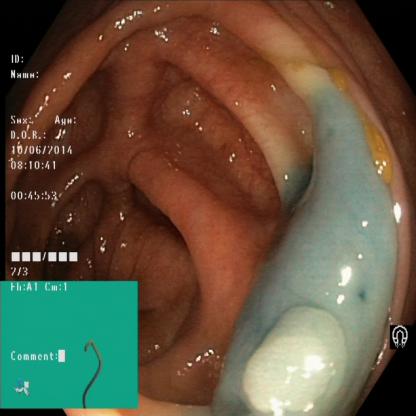 ID:
Name:
Sex: Age:
D.O.B.:
10/06/2014
08:10:41
00:45:53
■■■/■■■
7/3
Eh:A1 Cm:1
Comment: